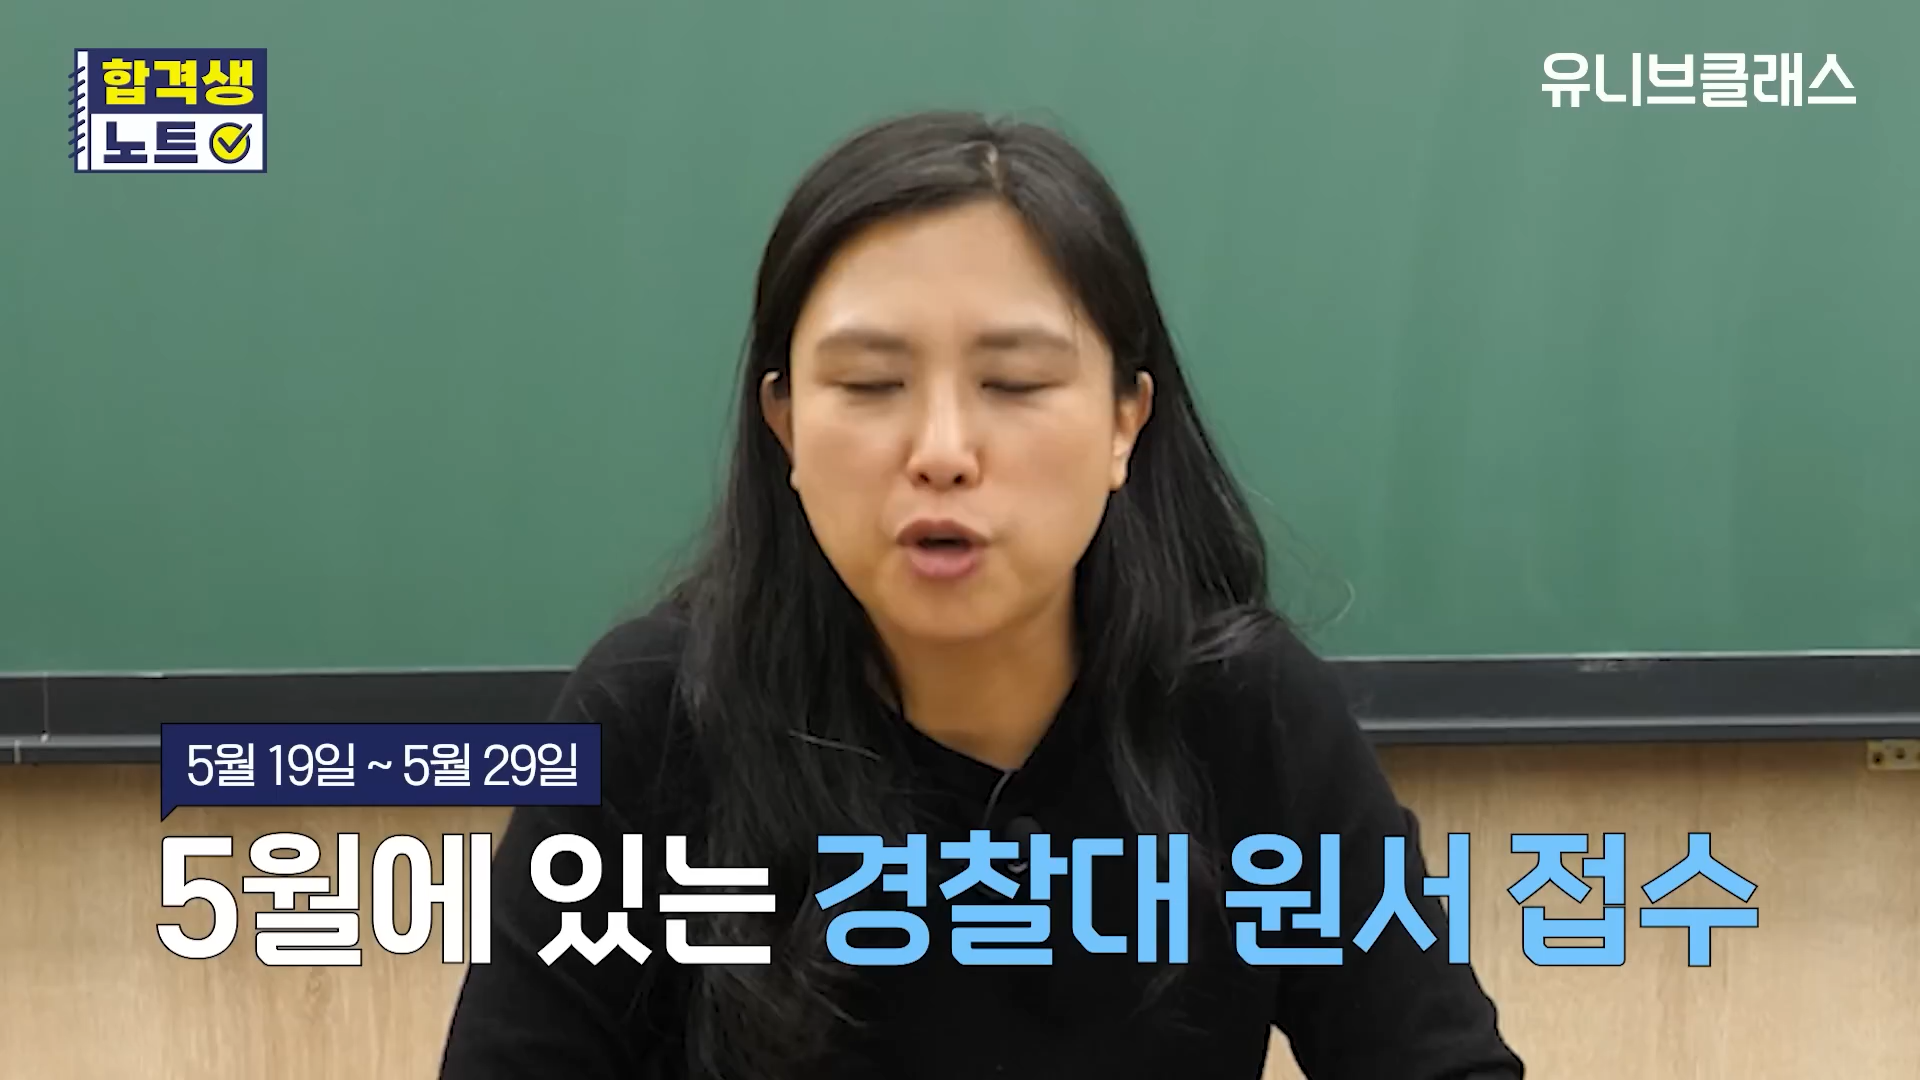 합격생
노트
유니브클래스
5월 19일 ~ 5월 29일
5월에 있는 경찰대 원서 접수